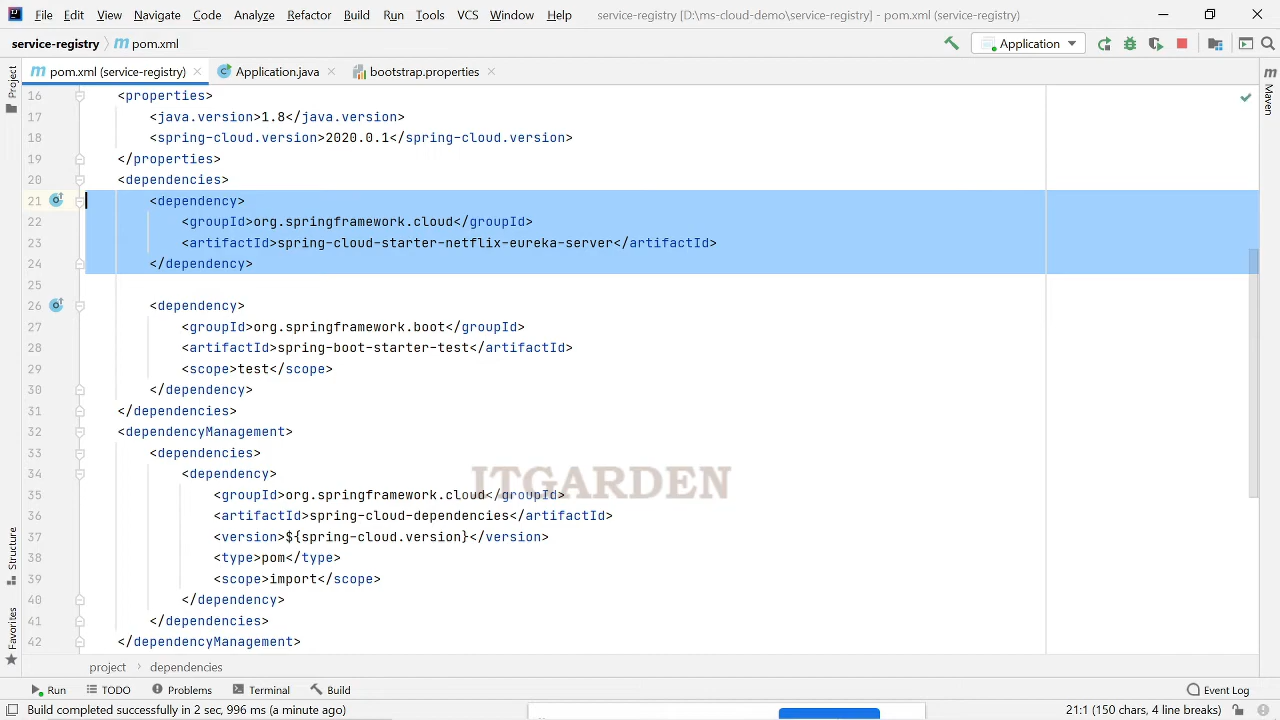 File Edit View Navigate Code Analyze Refactor Build Run Tools VCS Window Help service-registry [D:\ms-cloud-demo\service-registry] - pom.xml (service-registry)
service-registry pom.xml Application
pom.xml (service-registry) Application.java bootstrap.properties
Project
Maven
16 <properties>
17 <java.version>1.8</java.version>
18 <spring-cloud.version>2020.0.1</spring-cloud.version>
19 </properties>
20 <dependencies>
21 <dependency>
22 <groupId>org.springframework.cloud</groupId>
23 <artifactId>spring-cloud-starter-netflix-eureka-server</artifactId>
24 </dependency>
25
26 <dependency>
27 <groupId>org.springframework.boot</groupId>
28 <artifactId>spring-boot-starter-test</artifactId>
29 <scope>test</scope>
30 </dependency>
31 </dependencies>
32 <dependencyManagement>
33 <dependencies>
34 <dependency>
35 <groupId>org.springframework.cloud</groupId>
36 <artifactId>spring-cloud-dependencies</artifactId>
37 <version>${spring-cloud.version}</version>
38 <type>pom</type>
39 <scope>import</scope>
40 </dependency>
41 </dependencies>
42 </dependencyManagement>
ITGARDEN
Structure
Favorites
project dependencies
Run TODO Problems Terminal Build Event Log
Build completed successfully in 2 sec, 996 ms (a minute ago) 21:1 (150 chars, 4 line breaks)